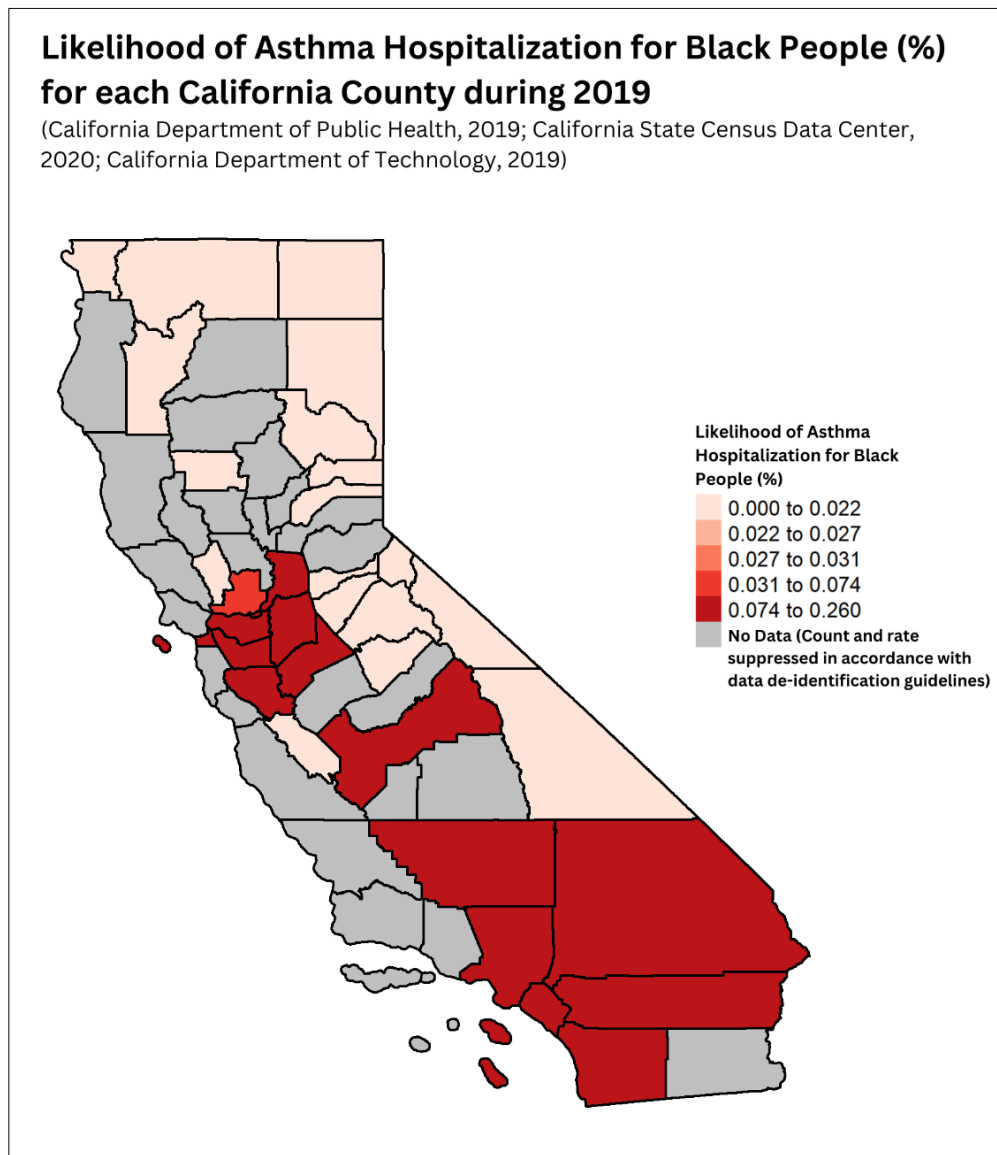 Likelihood of Asthma Hospitalization for Black People (%)
for each California County during 2019
(California Department of Public Health, 2019; California State Census Data Center,
2020; California Department of Technology, 2019)
Likelihood of Asthma
Hospitalization for Black
People (%)
0.000 to 0.022
0.022 to 0.027
0.027 to 0.031
0.031 to 0.074
0.074 to 0.260
No Data (Count and rate
suppressed in accordance with
data de-identification guidelines)